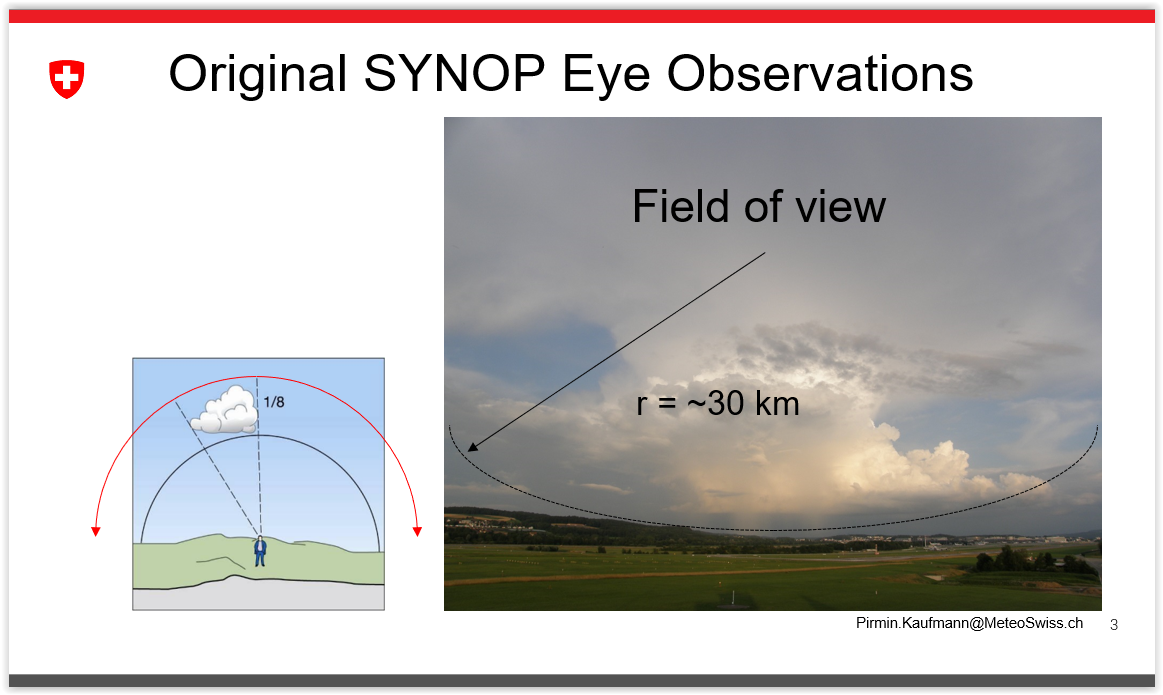 Original SYNOP Eye Observations
Field of view
r = ~30 km
1/8
Pirmin.Kaufmann@MeteoSwiss.ch
3